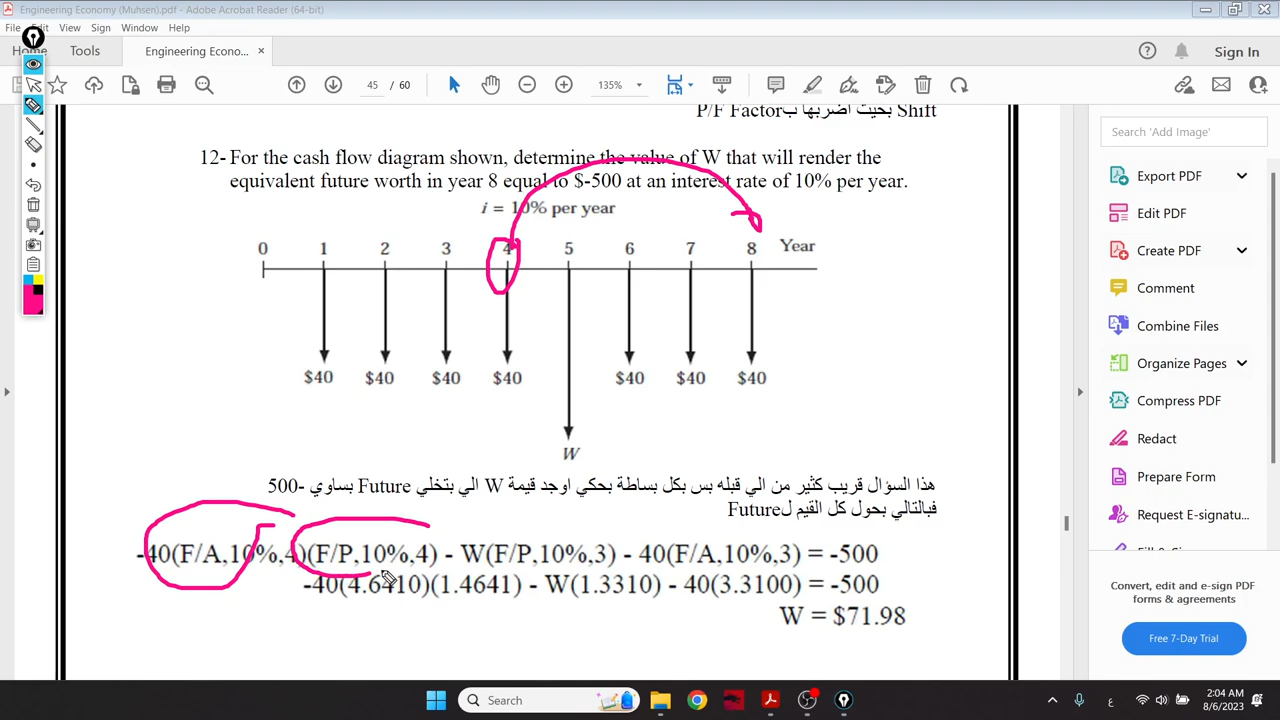 Engineering Economy (Muhsen).pdf - Adobe Acrobat Reader (64-bit)
File Edit View Sign Window Help
Home Tools Engineering Econo... × Sign In
45 / 60 135%
Shift بحيث اضربها ب P/F Factor
Search 'Add Image'
12- For the cash flow diagram shown, determine the value of W that will render the
equivalent future worth in year 8 equal to $-500 at an interest rate of 10% per year.
i = 10% per year
0 1 2 3 4 5 6 7 8 Year
$40 $40 $40 $40 $40 $40 $40
W
هذا السؤال قريب كثير من الي قبله بس بكل بساطة بحكي اوجد قيمة W الي بتخلي Future بساوي -500
فبالتالي بحول كل القيم ل Future
-40(F/A,10%,4)(F/P,10%,4) - W(F/P,10%,3) - 40(F/A,10%,3) = -500
-40(4.6410)(1.4641) - W(1.3310) - 40(3.3100) = -500
W = $71.98
Export PDF
Edit PDF
Create PDF
Comment
Combine Files
Organize Pages
Compress PDF
Redact
Prepare Form
Request E-signatu...
Convert, edit and e-sign PDF
forms & agreements
Free 7-Day Trial
Search
ع
2:04 AM
8/6/2023